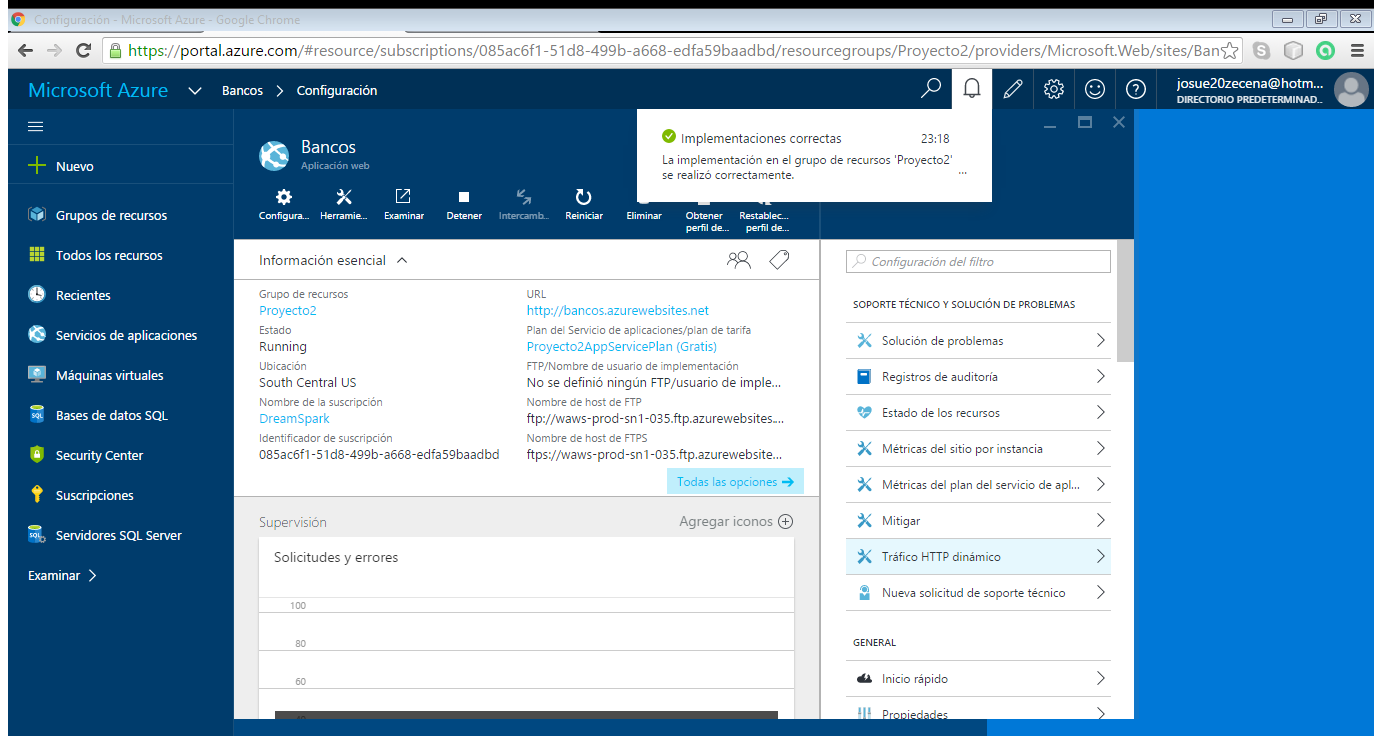 Configuración - Microsoft Azure - Google Chrome
https://portal.azure.com/#resource/subscriptions/085ac6f1-51d8-499b-a668-edfa59baadbd/resourcegroups/Proyecto2/providers/Microsoft.Web/sites/Ban
Microsoft Azure
Bancos > Configuración
josue20zecena@hotm...
DIRECTORIO PREDETERMINAD...
Nuevo
Grupos de recursos
Todos los recursos
Recientes
Servicios de aplicaciones
Máquinas virtuales
Bases de datos SQL
Security Center
Suscripciones
Servidores SQL Server
Examinar >
Bancos
Aplicación web
Implementaciones correctas 23:18
La implementación en el grupo de recursos 'Proyecto2'
se realizó correctamente.
...
Configura... Herramie... Examinar Detener Intercamb... Reiniciar Eliminar Obtener perfil de... Restablec... perfil de...
Información esencial
Grupo de recursos
Proyecto2
Estado
Running
Ubicación
South Central US
Nombre de la suscripción
DreamSpark
Identificador de suscripción
085ac6f1-51d8-499b-a668-edfa59baadbd
URL
http://bancos.azurewebsites.net
Plan del Servicio de aplicaciones/plan de tarifa
Proyecto2AppServicePlan (Gratis)
FTP/Nombre de usuario de implementación
No se definió ningún FTP/usuario de imple...
Nombre de host de FTP
ftp://waws-prod-sn1-035.ftp.azurewebsites....
Nombre de host de FTPS
ftps://waws-prod-sn1-035.ftp.azurewebsite...
Todas las opciones →
Supervisión
Agregar iconos
Solicitudes y errores
100
80
60
40
Configuración del filtro
SOPORTE TÉCNICO Y SOLUCIÓN DE PROBLEMAS
Solución de problemas
Registros de auditoría
Estado de los recursos
Métricas del sitio por instancia
Métricas del plan del servicio de apl...
Mitigar
Tráfico HTTP dinámico
Nueva solicitud de soporte técnico
GENERAL
Inicio rápido
Propiedades